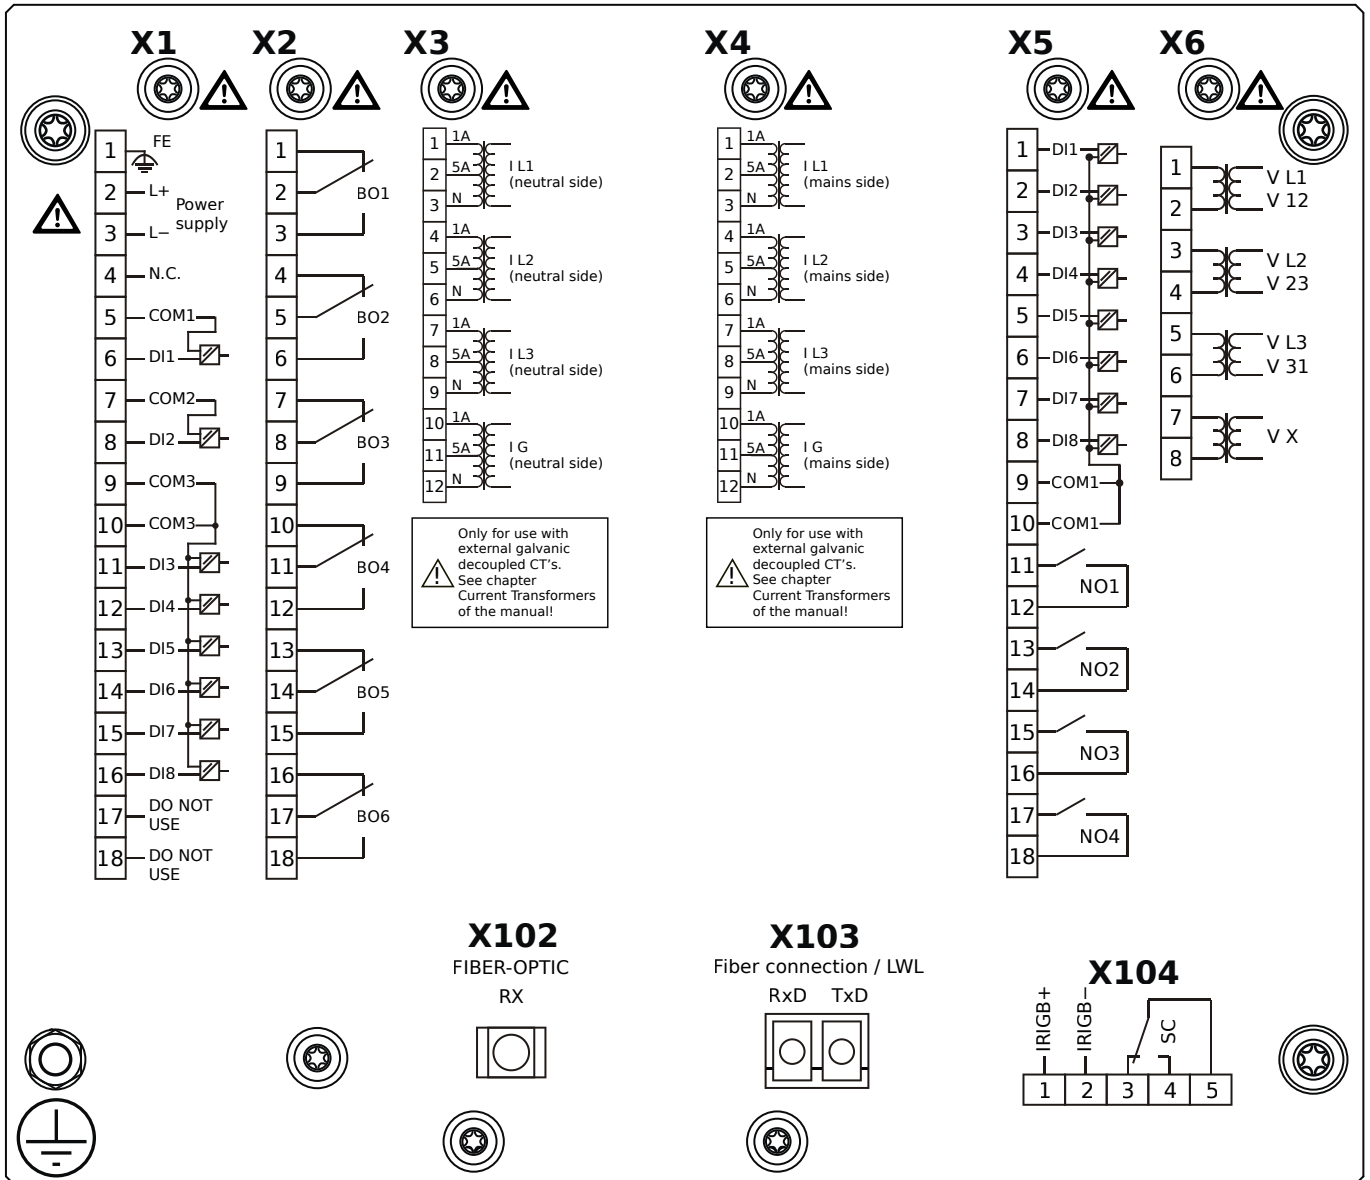 X1
1
FE
2
L+
Power
supply
3
L−
4
N.C.
5
COM1
6
DI1
7
COM2
8
DI2
9
COM3
10
COM3
11
DI3
12
DI4
13
DI5
14
DI6
15
DI7
16
DI8
17
DO NOT
USE
18
DO NOT
USE
X2
1
2
BO1
3
4
5
BO2
6
7
8
BO3
9
10
11
BO4
12
13
14
BO5
15
16
17
BO6
18
X3
1
1A
2
5A
3
N
I L1
(neutral side)
4
1A
5
5A
6
N
I L2
(neutral side)
7
1A
8
5A
9
N
I L3
(neutral side)
10
1A
11
5A
12
N
I G
(neutral side)
Only for use with
external galvanic
decoupled CT's.
See chapter
Current Transformers
of the manual!
X4
1
1A
2
5A
3
N
I L1
(mains side)
4
1A
5
5A
6
N
I L2
(mains side)
7
1A
8
5A
9
N
I L3
(mains side)
10
1A
11
5A
12
N
I G
(mains side)
Only for use with
external galvanic
decoupled CT's.
See chapter
Current Transformers
of the manual!
X5
1
DI1
2
DI2
3
DI3
4
DI4
5
DI5
6
DI6
7
DI7
8
DI8
9
COM1
10
COM1
11
NO1
12
13
NO2
14
15
NO3
16
17
NO4
18
X6
1
V L1
2
V 12
3
V L2
4
V 23
5
V L3
6
V 31
7
V X
8
X102
FIBER-OPTIC
RX
X103
Fiber connection / LWL
RxD TxD
X104
IRIGB+
IRIGB−
SC
1 2 3 4 5